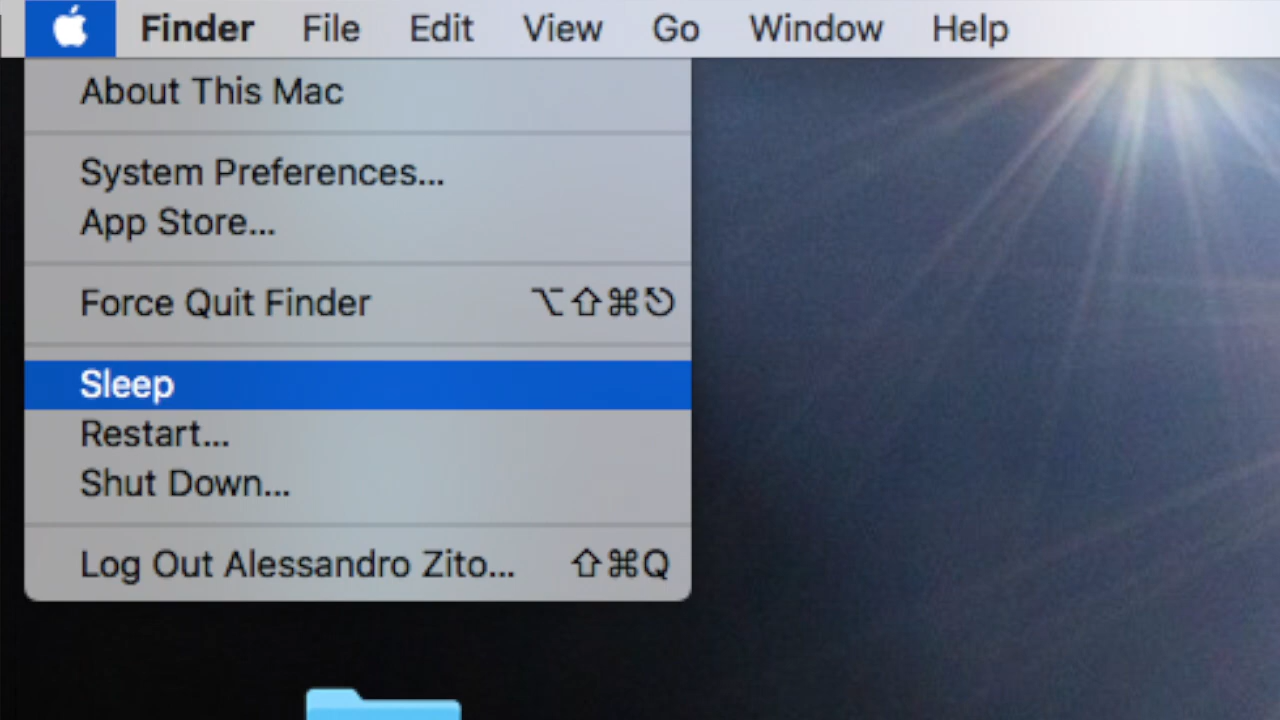 Finder File Edit View Go Window Help
About This Mac
System Preferences...
App Store...
Force Quit Finder ⌥⇧⌘⎋
Sleep
Restart...
Shut Down...
Log Out Alessandro Zito... ⇧⌘Q